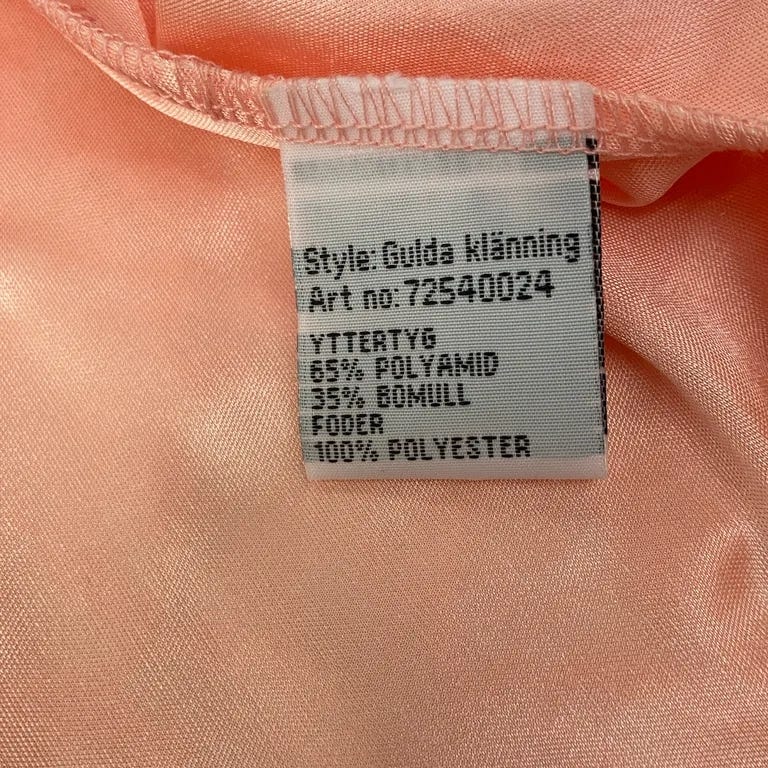 Style: Gulda klänning
Art no: 72540024
YTTERTYG
65% POLYAMID
35% BOMULL
FODER
100% POLYESTER